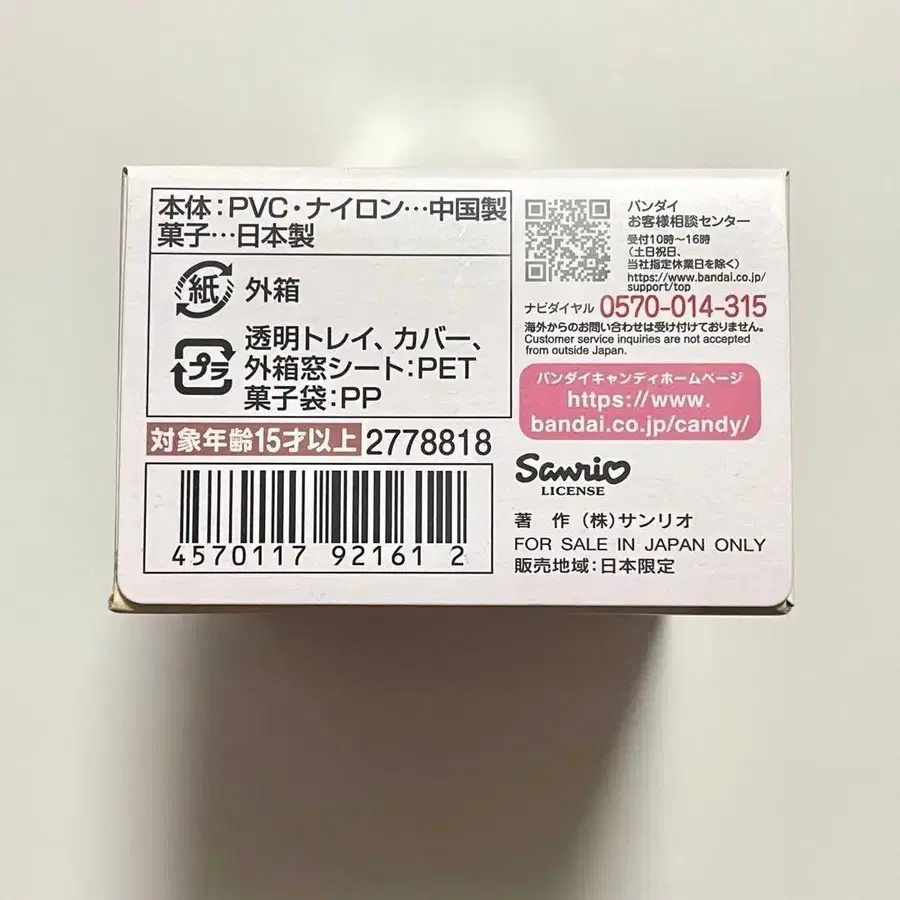 本体：PVC・ナイロン…中国製
菓子…日本製
紙 外箱
プラ 透明トレイ、カバー、
外箱窓シート：PET
菓子袋：PP
対象年齢15才以上 2778818
4570117 92161 2
バンダイ
お客様相談センター
受付10時～16時
(土日祝日、
当社指定休業日を除く)
https://www.bandai.co.jp/
support/top
ナビダイヤル 0570-014-315
海外からのお問い合わせは受け付けておりません。
Customer service inquiries are not accepted
from outside Japan.
バンダイキャンディホームページ
https://www.
bandai.co.jp/candy/
Sanrio
LICENSE
著　作 (株)サンリオ
FOR SALE IN JAPAN ONLY
販売地域：日本限定